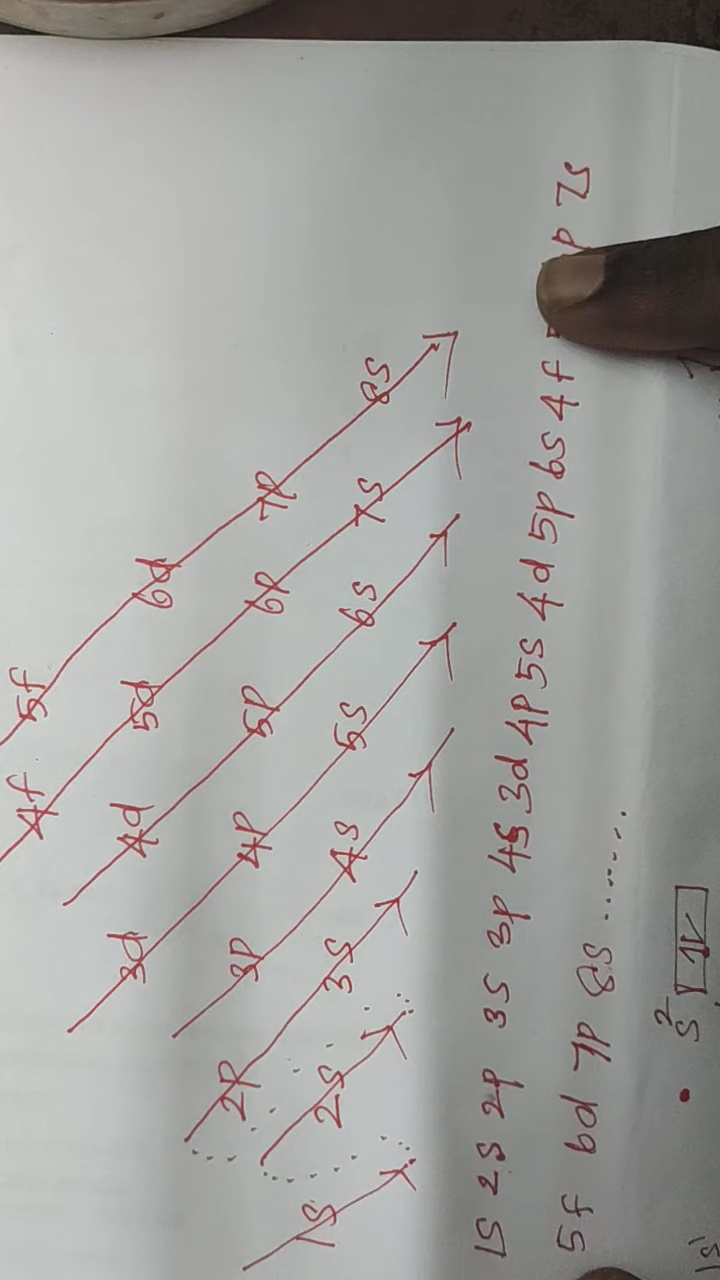 1S
2S
2P 3S
3P 4S
3d 4P 5S
4d 5P 6S
4f 5d 6P 7S
5f 6d 7P 8S
1S 2S 2P 3S 3P 4S 3d 4P 5S 4d 5P 6S 4f P 7S
5f 6d 7P 8S ......
• S²